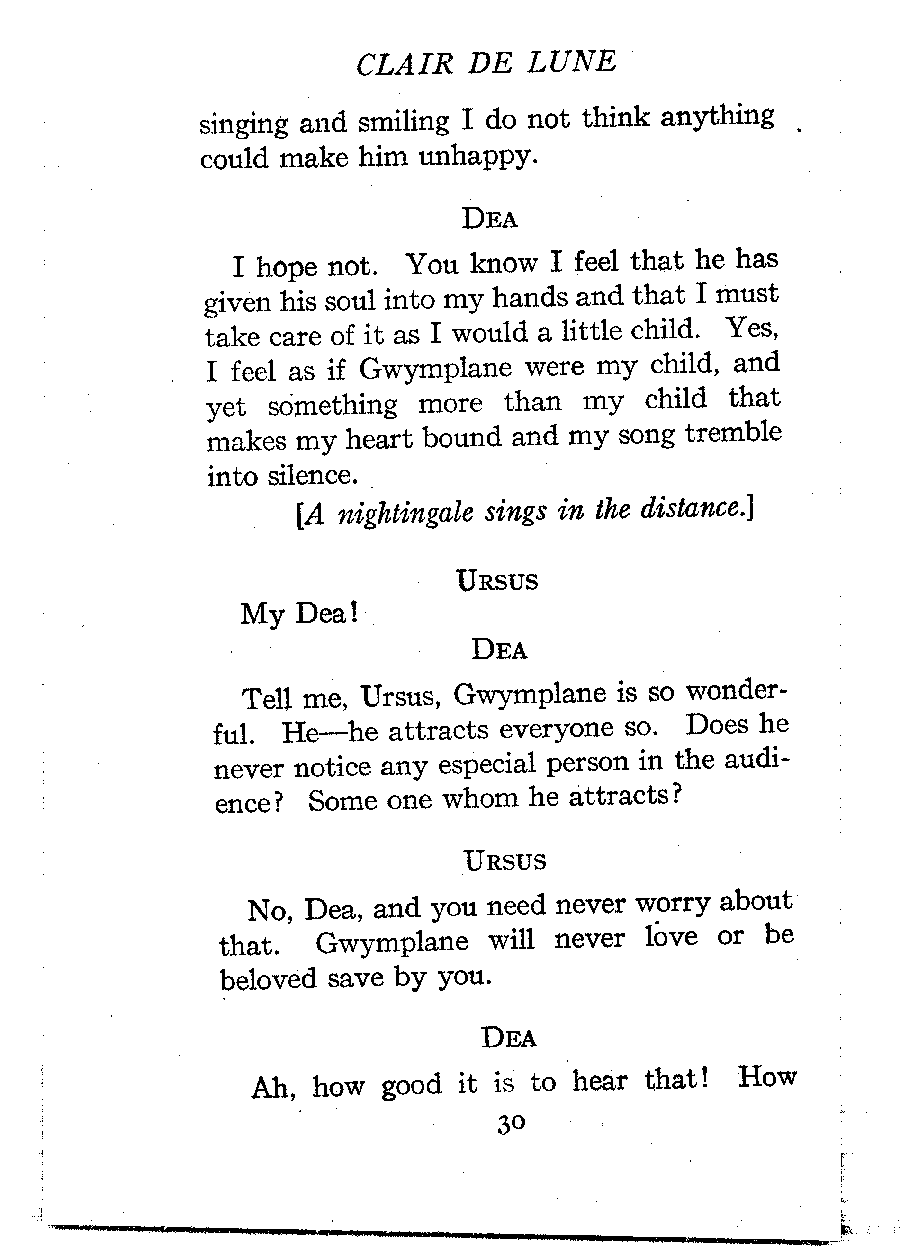 CLAIR DE LUNE
singing and smiling I do not think anything
could make him unhappy.
DEA
I hope not. You know I feel that he has
given his soul into my hands and that I must
take care of it as I would a little child. Yes,
I feel as if Gwymplane were my child, and
yet something more than my child that
makes my heart bound and my song tremble
into silence.
[A nightingale sings in the distance.]
URSUS
My Dea!
DEA
Tell me, Ursus, Gwymplane is so wonder-
ful. He—he attracts everyone so. Does he
never notice any especial person in the audi-
ence? Some one whom he attracts?
URSUS
No, Dea, and you need never worry about
that. Gwymplane will never love or be
beloved save by you.
DEA
Ah, how good it is to hear that! How
30